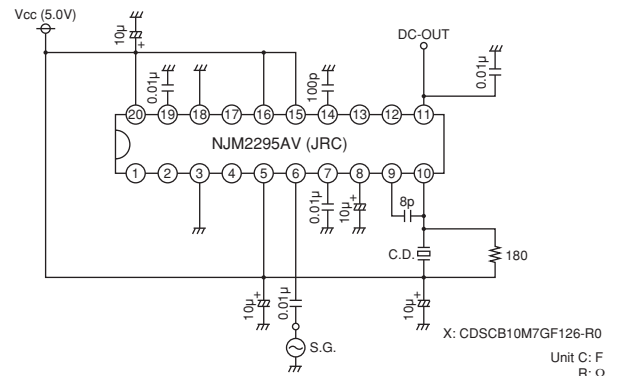 Vcc (5.0V)
10μ
+
DC-OUT
0.01μ
100p
0.01μ
20 19 18 17 16 15 14 13 12 11
NJM2295AV (JRC)
1 2 3 4 5 6 7 8 9 10
0.01μ
10μ
+
8p
C.D.
180
10μ
+
0.01μ
10μ
+
S.G.
X: CDSCB10M7GF126-R0
Unit C: F
R: Ω